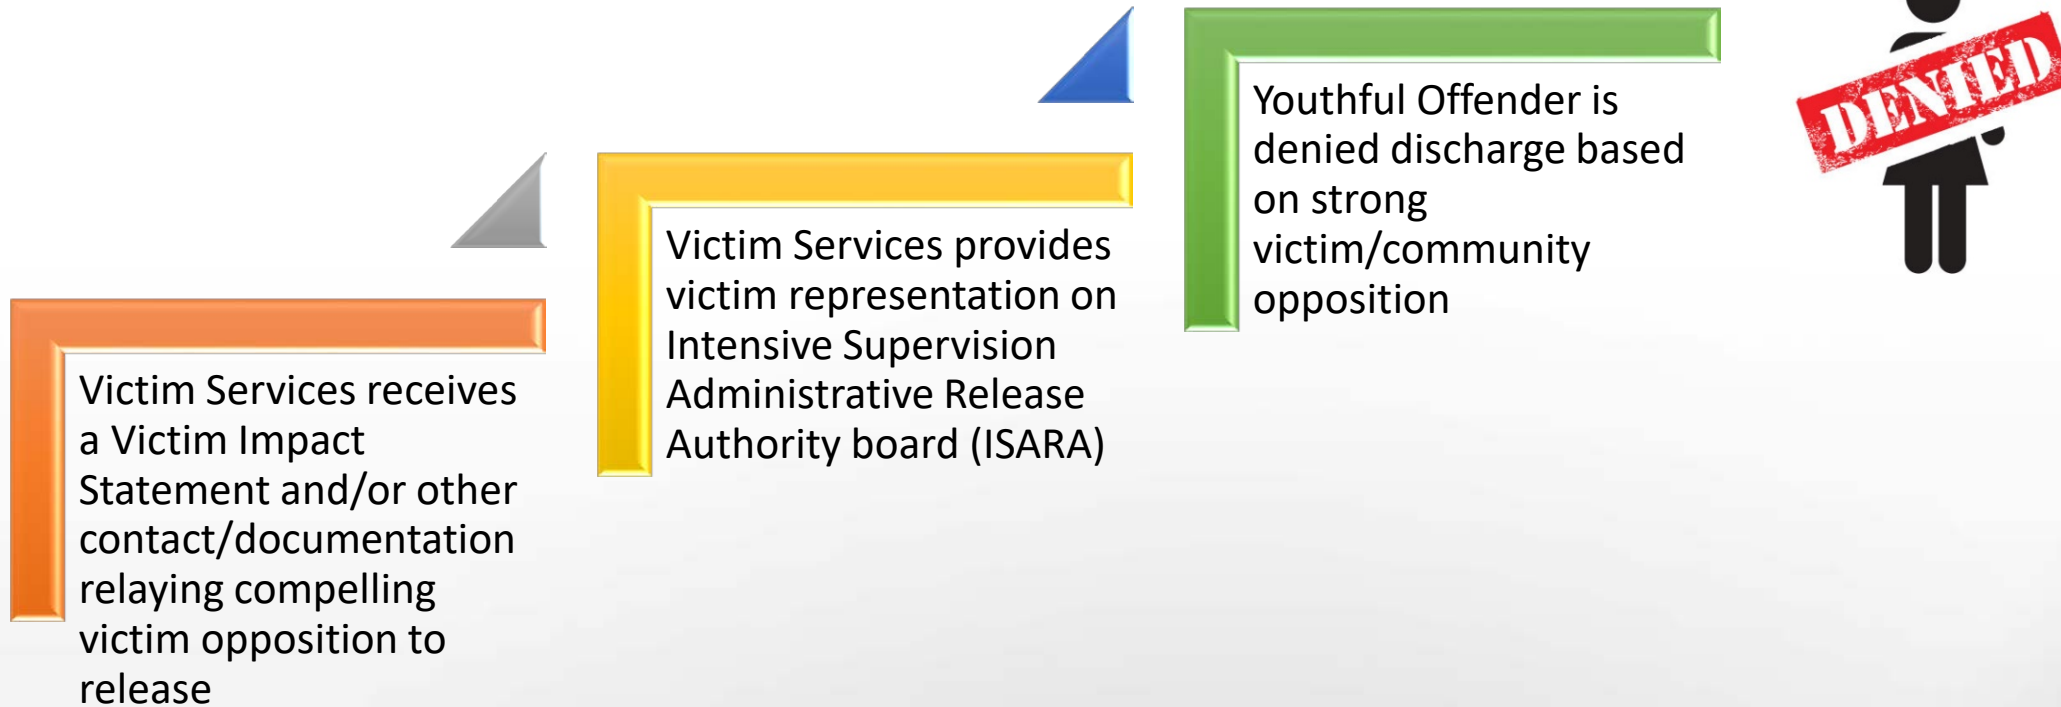 Victim Services receives
a Victim Impact
Statement and/or other
contact/documentation
relaying compelling
victim opposition to
release
Victim Services provides
victim representation on
Intensive Supervision
Administrative Release
Authority board (ISARA)
Youthful Offender is
denied discharge based
on strong
victim/community
opposition
DENIED